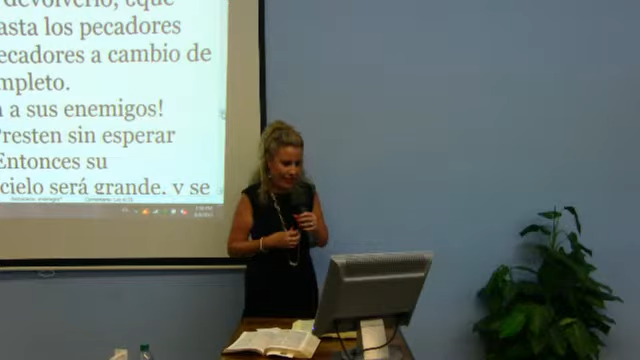 devolverlo, ¿que
asta los pecadores
ecadores a cambio de
mpleto.
a sus enemigos!
Presten sin esperar
Entonces su
cielo será grande, y se